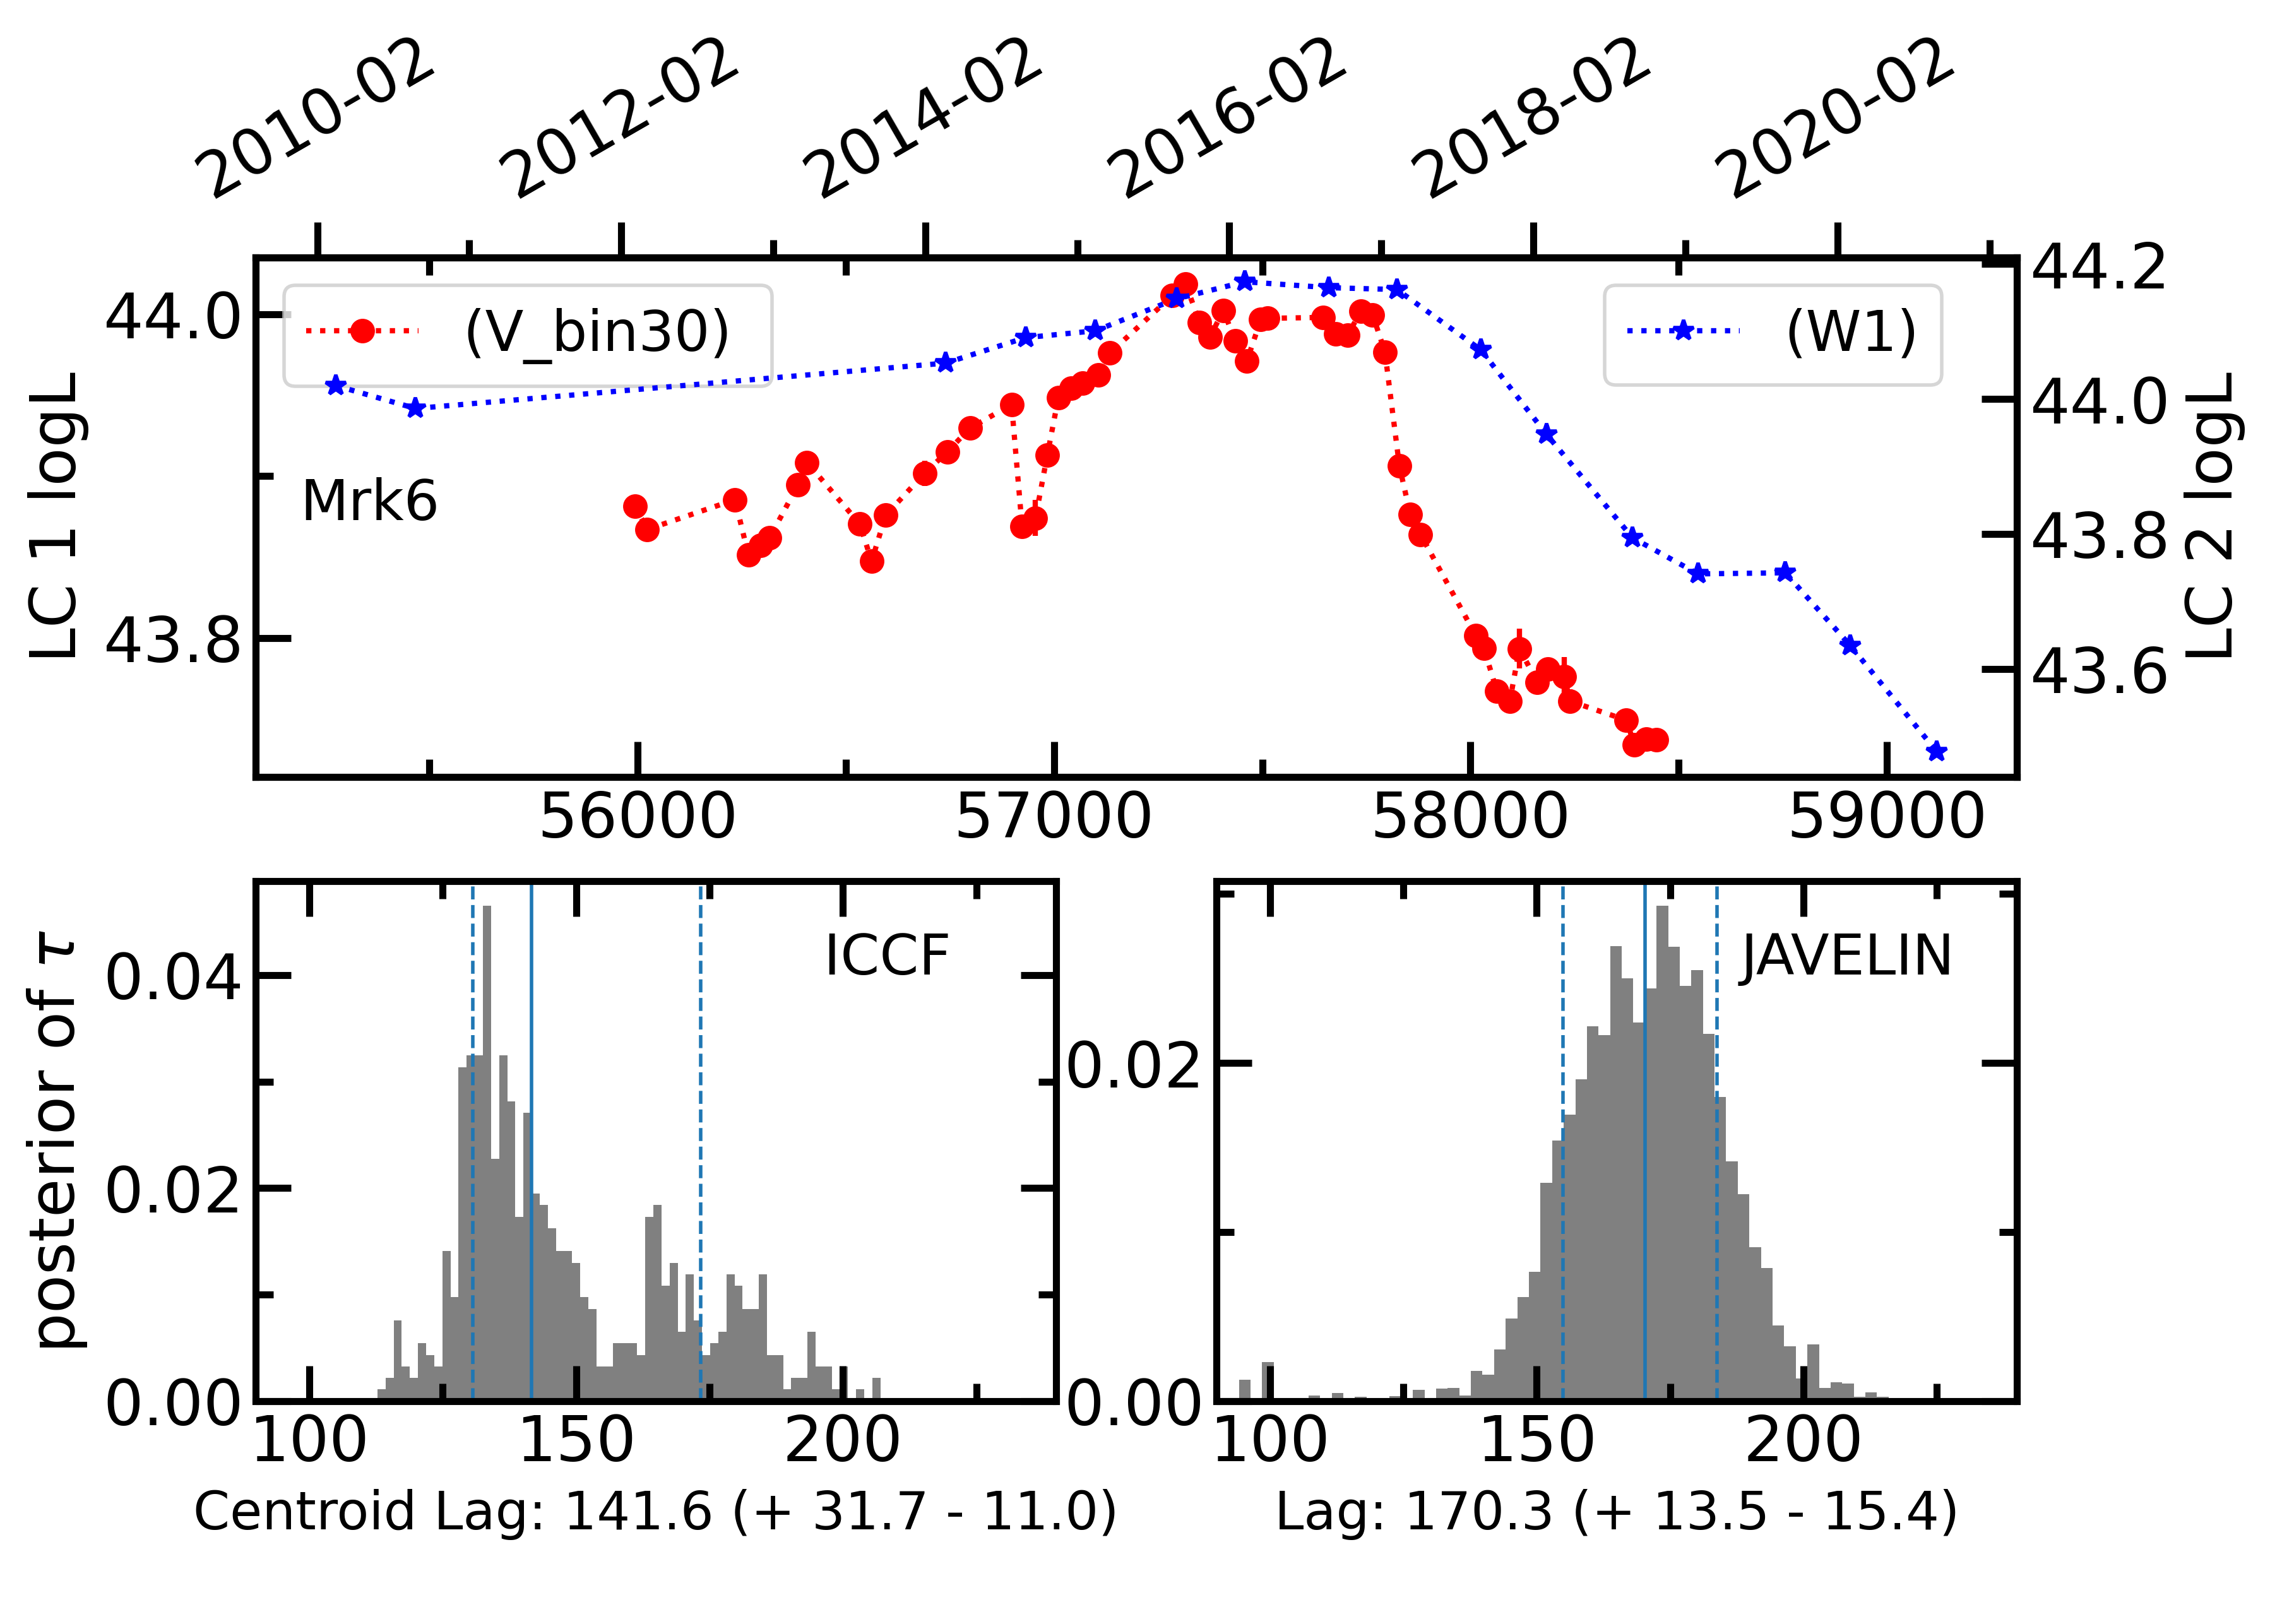 2010-02 2012-02 2014-02 2016-02 2018-02 2020-02
LC 1 logL
44.0
43.8
(V_bin30)
(W1)
Mrk6
44.2
44.0
43.8
43.6
LC 2 logL
56000 57000 58000 59000
posterior of τ
0.04
0.02
0.00
ICCF
100 150 200
Centroid Lag: 141.6 (+ 31.7 - 11.0)
0.02
0.00
JAVELIN
100 150 200
Lag: 170.3 (+ 13.5 - 15.4)